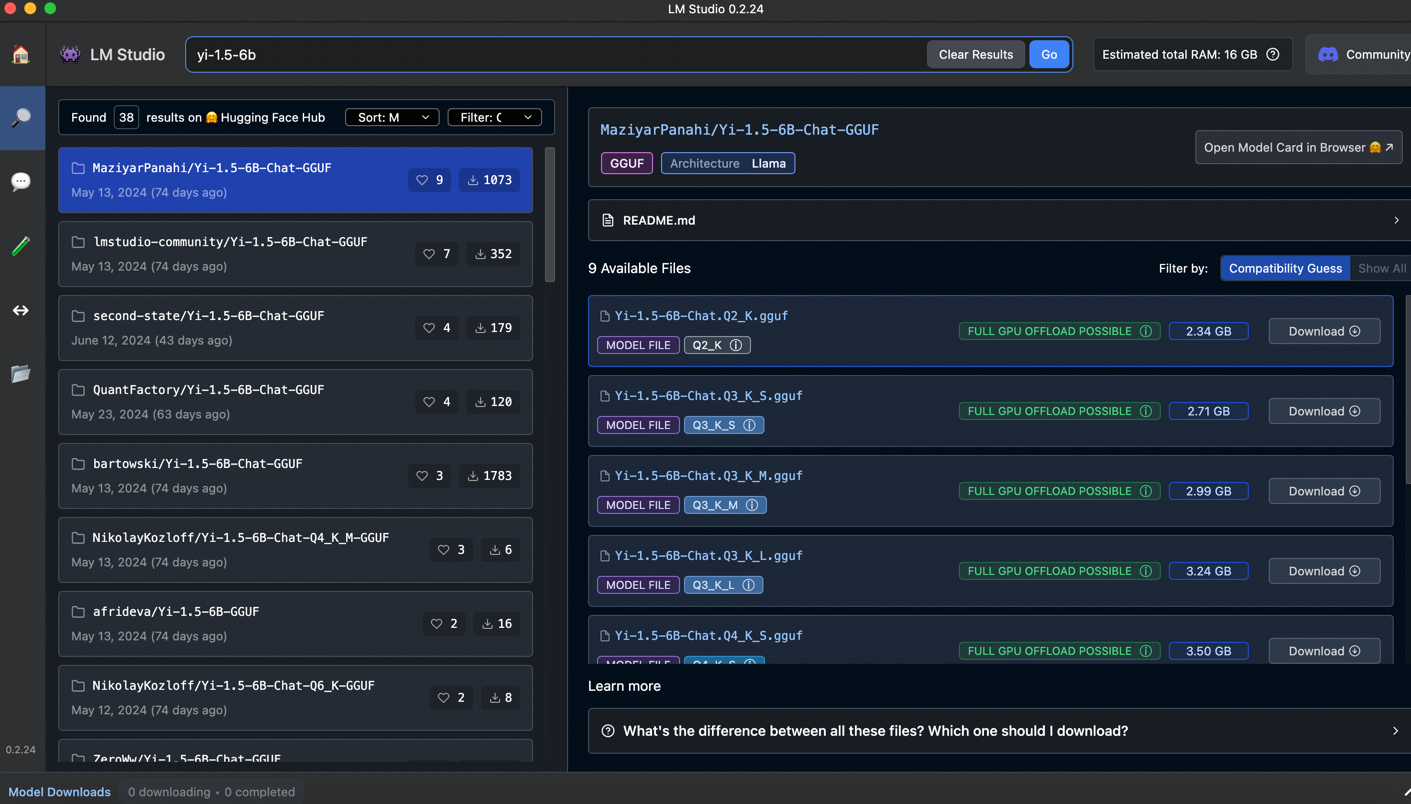 LM Studio 0.2.24
LM Studio
yi-1.5-6b
Clear Results
Go
Estimated total RAM: 16 GB
Community
Found 38 results on 🤗 Hugging Face Hub
Sort: M
Filter: C
MaziyarPanahi/Yi-1.5-6B-Chat-GGUF
May 13, 2024 (74 days ago)
9
1073
lmstudio-community/Yi-1.5-6B-Chat-GGUF
May 13, 2024 (74 days ago)
7
352
second-state/Yi-1.5-6B-Chat-GGUF
June 12, 2024 (43 days ago)
4
179
QuantFactory/Yi-1.5-6B-Chat-GGUF
May 23, 2024 (63 days ago)
4
120
bartowski/Yi-1.5-6B-Chat-GGUF
May 13, 2024 (74 days ago)
3
1783
NikolayKozloff/Yi-1.5-6B-Chat-Q4_K_M-GGUF
May 13, 2024 (74 days ago)
3
6
afrideva/Yi-1.5-6B-GGUF
May 13, 2024 (74 days ago)
2
16
NikolayKozloff/Yi-1.5-6B-Chat-Q6_K-GGUF
May 12, 2024 (74 days ago)
2
8
ZeroWw/Yi-1.5-6B-Chat-GGUF
MaziyarPanahi/Yi-1.5-6B-Chat-GGUF
GGUF
Architecture Llama
Open Model Card in Browser 🤗 ↗
README.md
9 Available Files
Filter by:
Compatibility Guess
Show All
Yi-1.5-6B-Chat.Q2_K.gguf
MODEL FILE
Q2_K
FULL GPU OFFLOAD POSSIBLE
2.34 GB
Download
Yi-1.5-6B-Chat.Q3_K_S.gguf
MODEL FILE
Q3_K_S
FULL GPU OFFLOAD POSSIBLE
2.71 GB
Download
Yi-1.5-6B-Chat.Q3_K_M.gguf
MODEL FILE
Q3_K_M
FULL GPU OFFLOAD POSSIBLE
2.99 GB
Download
Yi-1.5-6B-Chat.Q3_K_L.gguf
MODEL FILE
Q3_K_L
FULL GPU OFFLOAD POSSIBLE
3.24 GB
Download
Yi-1.5-6B-Chat.Q4_K_S.gguf
MODEL FILE
Q4_K_S
FULL GPU OFFLOAD POSSIBLE
3.50 GB
Download
Learn more
What's the difference between all these files? Which one should I download?
0.2.24
Model Downloads
0 downloading • 0 completed